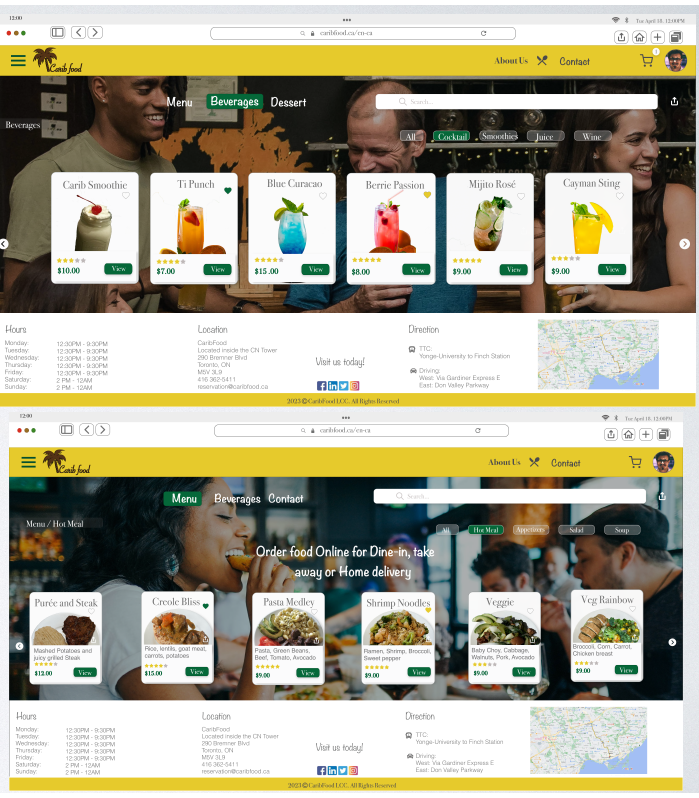 12:00
Tue April 18, 12:00PM
caribfood.ca/en-ca
Carib food
About Us
Contact
1
Menu
Beverages
Dessert
Search...
Beverages
All
Cocktail
Smoothies
Juice
Wine
Carib Smoothie
Ti Punch
Blue Curacao
Berrie Passion
Mijito Rosé
Cayman Sting
$10.00
View
$7.00
View
$15 .00
View
$8.00
View
$9.00
View
$9.00
View
Hours
Monday: 12:30PM - 9:30PM
Tuesday: 12:30PM - 9:30PM
Wednesday: 12:30PM - 9:30PM
Thursday: 12:30PM - 9:30PM
Friday: 12:30PM - 9:30PM
Saturday: 2 PM - 12AM
Sunday: 2 PM - 12AM
Location
CaribFood
Located inside the CN Tower
290 Bremner Blvd
Toronto, ON
M5V 3L9
416 362-5411
reservation@caribfood.ca
Visit us today!
Direction
TTC:
Yonge-University to Finch Station
Driving:
West: Via Gardiner Express E
East: Don Valley Parkway
2023 © CaribFood LCC. All Rights Reserved
12:00
Tue April 18, 12:00PM
caribfood.ca/en-ca
Carib food
About Us
Contact
Menu
Beverages
Contact
Search...
Menu / Hot Meal
All
Hot Meal
Appetizers
Salad
Soup
Order food Online for Dine-in, take
away or Home delivery
Purée and Steak
Creole Bliss
Pasta Medley
Shrimp Noodles
Veggie
Veg Rainbow
Mashed Potatoes and
juicy grilled Steak
$12.00
View
Rice, lentils, goat meat,
carrots, potatoes
$15.00
View
Pasta, Green Beans,
Beef, Tomato, Avocado
$9.00
View
Ramen, Shrimp, Broccoli,
Sweet pepper
$9.00
View
Baby Choy, Cabbage,
Walnuts, Pork, Avocado
$9.00
View
Broccoli, Corn, Carrot,
Chicken breast
$9.00
View
Hours
Monday: 12:30PM - 9:30PM
Tuesday: 12:30PM - 9:30PM
Wednesday: 12:30PM - 9:30PM
Thursday: 12:30PM - 9:30PM
Friday: 12:30PM - 9:30PM
Saturday: 2 PM - 12AM
Sunday: 2 PM - 12AM
Location
CaribFood
Located inside the CN Tower
290 Bremner Blvd
Toronto, ON
M5V 3L9
416 362-5411
reservation@caribfood.ca
Visit us today!
Direction
TTC:
Yonge-University to Finch Station
Driving:
West: Via Gardiner Express E
East: Don Valley Parkway
2023 © CaribFood LCC. All Rights Reserved